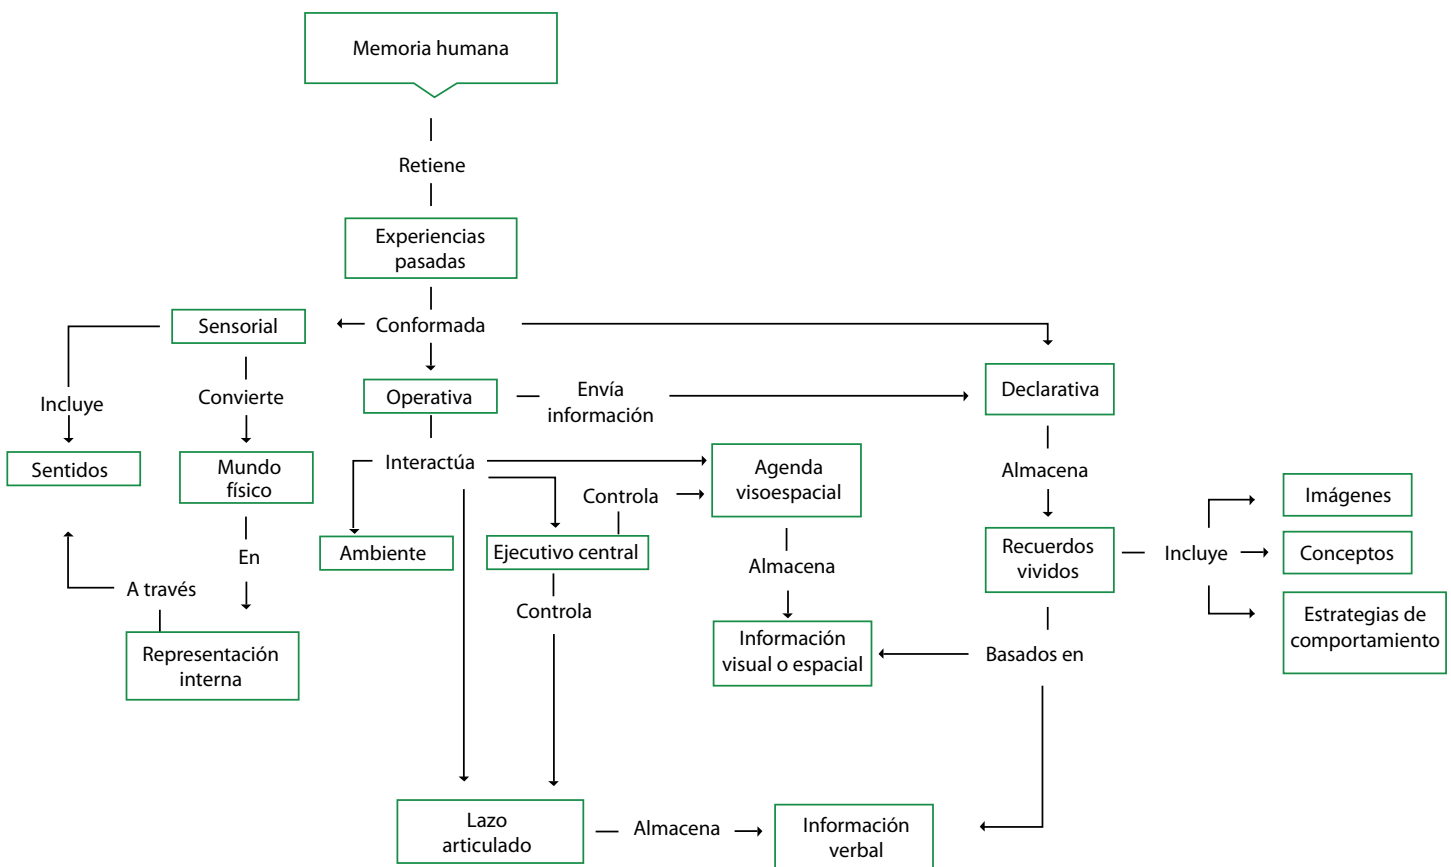 Memoria humana
Retiene
Experiencias
pasadas
Sensorial
Conformada
Incluye
Convierte
Operativa
Envía
información
Declarativa
Sentidos
Mundo
físico
Interactúa
Controla
Agenda
visoespacial
Almacena
Imágenes
En
Ambiente
Ejecutivo central
Almacena
Recuerdos
vividos
Incluye
Conceptos
A través
Controla
Estrategias de
comportamiento
Representación
interna
Información
visual o espacial
Basados en
Lazo
articulado
Almacena
Información
verbal